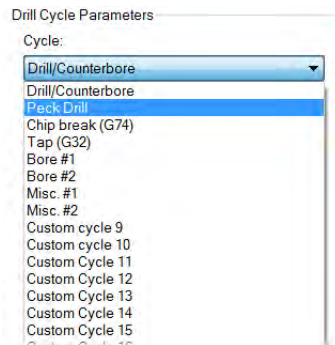 Drill Cycle Parameters
Cycle:
Drill/Counterbore
Drill/Counterbore
Peck Drill
Chip break (G74)
Tap (G32)
Bore #1
Bore #2
Misc. #1
Misc. #2
Custom cycle 9
Custom cycle 10
Custom Cycle 11
Custom Cycle 12
Custom Cycle 13
Custom Cycle 14
Custom Cycle 15